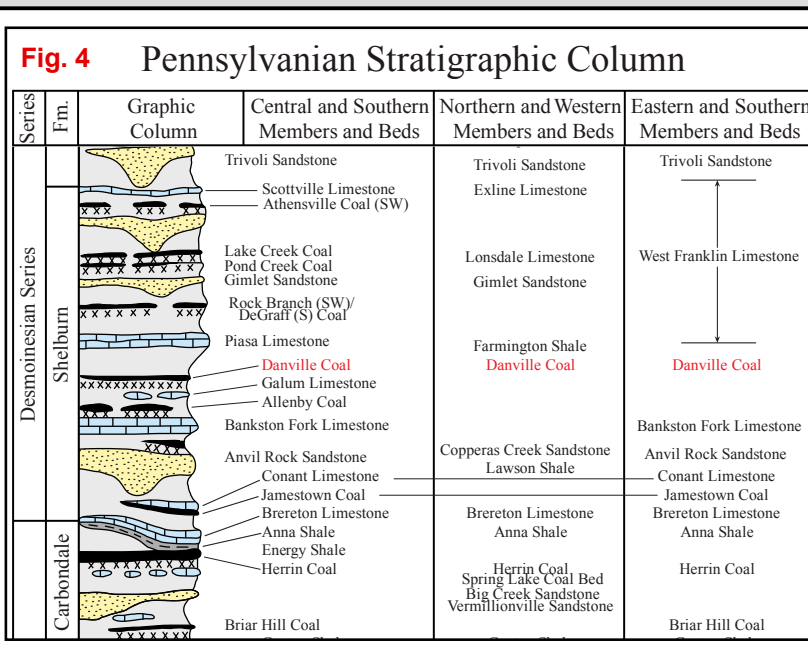 Fig. 4
Pennsylvanian Stratigraphic Column
Series
Fm.
Graphic
Column
Central and Southern
Members and Beds
Northern and Western
Members and Beds
Eastern and Southern
Members and Beds
Desmoinesian Series
Shelburn
Carbondale
Trivoli Sandstone
Scottville Limestone
Athensville Coal (SW)
Lake Creek Coal
Pond Creek Coal
Gimlet Sandstone
Rock Branch (SW)/
DeGraff (S) Coal
Piasa Limestone
Danville Coal
Galum Limestone
Allenby Coal
Bankston Fork Limestone
Anvil Rock Sandstone
Conant Limestone
Jamestown Coal
Brereton Limestone
Anna Shale
Energy Shale
Herrin Coal
Briar Hill Coal
Trivoli Sandstone
Exline Limestone
Lonsdale Limestone
Gimlet Sandstone
Farmington Shale
Danville Coal
Copperas Creek Sandstone
Lawson Shale
Brereton Limestone
Anna Shale
Herrin Coal
Spring Lake Coal Bed
Big Creek Sandstone
Vermillionville Sandstone
Trivoli Sandstone
West Franklin Limestone
Danville Coal
Bankston Fork Limestone
Anvil Rock Sandstone
Conant Limestone
Jamestown Coal
Brereton Limestone
Anna Shale
Herrin Coal
Briar Hill Coal